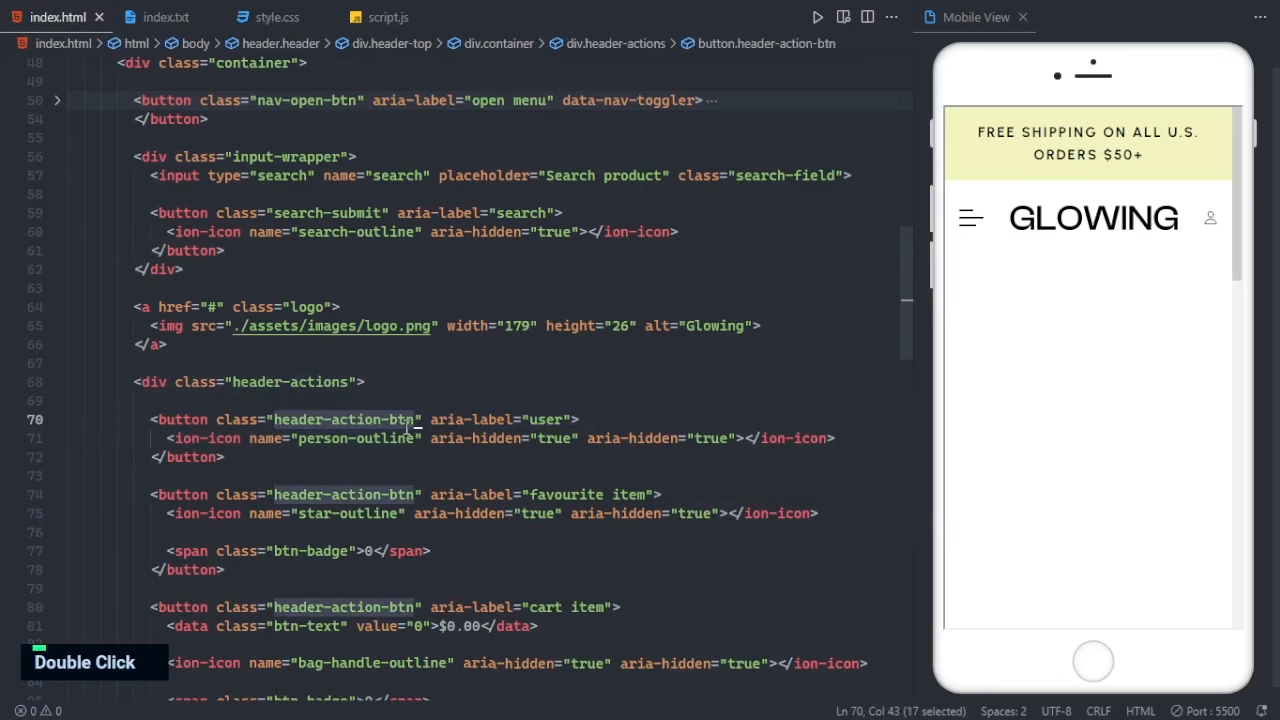 index.html
index.txt
style.css
script.js
Mobile View
index.html > html > body > header.header > div.header-top > div.container > div.header-actions > button.header-action-btn
48 <div class="container">
49
50 <button class="nav-open-btn" aria-label="open menu" data-nav-toggler>…
54 </button>
55
56 <div class="input-wrapper">
57 <input type="search" name="search" placeholder="Search product" class="search-field">
58
59 <button class="search-submit" aria-label="search">
60 <ion-icon name="search-outline" aria-hidden="true"></ion-icon>
61 </button>
62 </div>
63
64 <a href="#" class="logo">
65 <img src="./assets/images/logo.png" width="179" height="26" alt="Glowing">
66 </a>
67
68 <div class="header-actions">
69
70 <button class="header-action-btn" aria-label="user">
71 <ion-icon name="person-outline" aria-hidden="true" aria-hidden="true"></ion-icon>
72 </button>
73
74 <button class="header-action-btn" aria-label="favourite item">
75 <ion-icon name="star-outline" aria-hidden="true" aria-hidden="true"></ion-icon>
76
77 <span class="btn-badge">0</span>
78 </button>
79
80 <button class="header-action-btn" aria-label="cart item">
81 <data class="btn-text" value="0">$0.00</data>
<ion-icon name="bag-handle-outline" aria-hidden="true" aria-hidden="true"></ion-icon>
Double Click
FREE SHIPPING ON ALL U.S.
ORDERS $50+
GLOWING
0 0
Ln 70, Col 43 (17 selected)
Spaces: 2
UTF-8
CRLF
HTML
Port : 5500